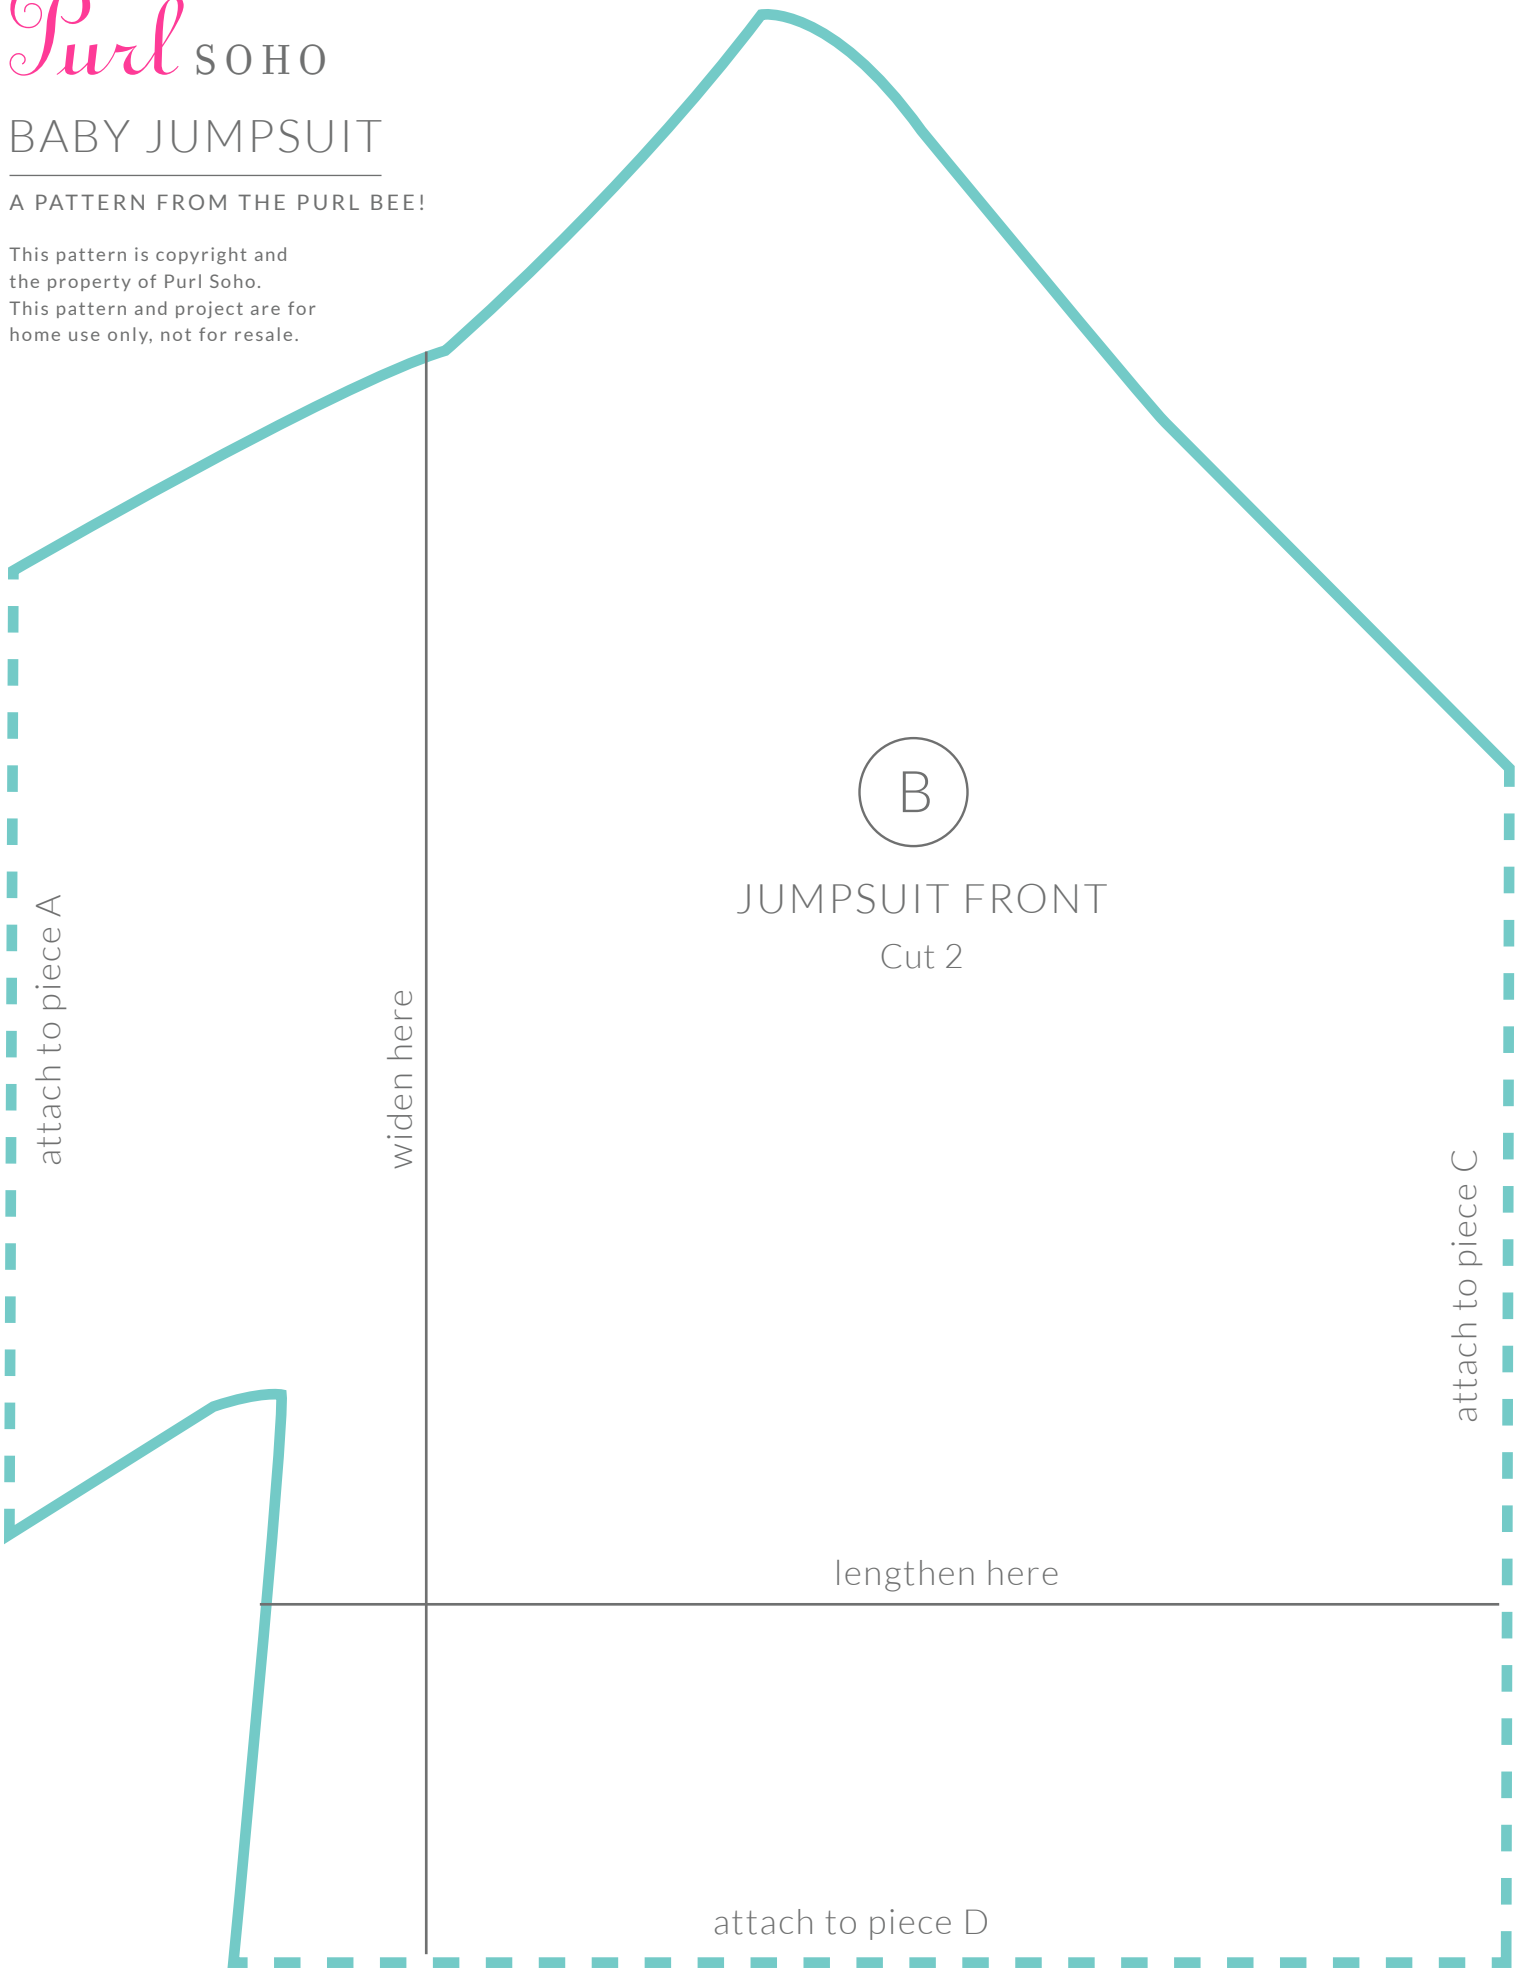 Purl SOHO
BABY JUMPSUIT
A PATTERN FROM THE PURL BEE!
This pattern is copyright and
the property of Purl Soho.
This pattern and project are for
home use only, not for resale.
B
JUMPSUIT FRONT
Cut 2
attach to piece A
widen here
attach to piece C
lengthen here
attach to piece D